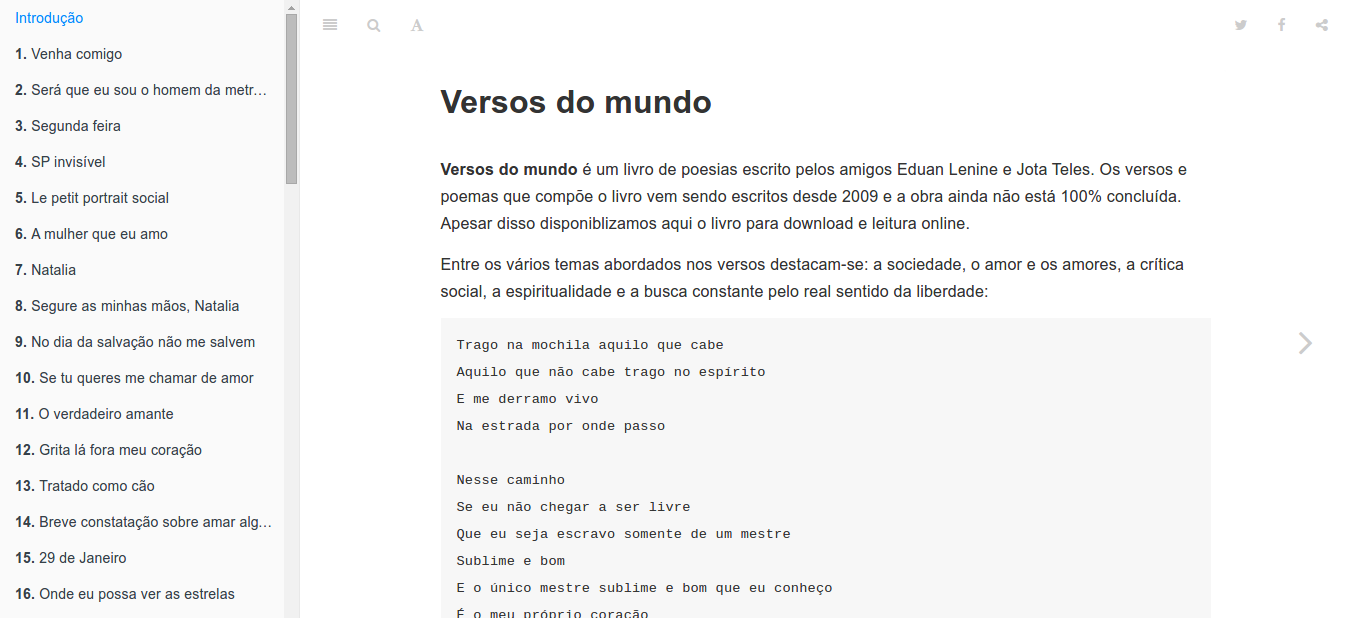 Introdução
1. Venha comigo
2. Será que eu sou o homem da metr…
3. Segunda feira
4. SP invisível
5. Le petit portrait social
6. A mulher que eu amo
7. Natalia
8. Segure as minhas mãos, Natalia
9. No dia da salvação não me salvem
10. Se tu queres me chamar de amor
11. O verdadeiro amante
12. Grita lá fora meu coração
13. Tratado como cão
14. Breve constatação sobre amar alg…
15. 29 de Janeiro
16. Onde eu possa ver as estrelas
A
Versos do mundo
Versos do mundo é um livro de poesias escrito pelos amigos Eduan Lenine e Jota Teles. Os versos e
poemas que compõe o livro vem sendo escritos desde 2009 e a obra ainda não está 100% concluída.
Apesar disso disponiblizamos aqui o livro para download e leitura online.
Entre os vários temas abordados nos versos destacam-se: a sociedade, o amor e os amores, a crítica
social, a espiritualidade e a busca constante pelo real sentido da liberdade:
Trago na mochila aquilo que cabe
Aquilo que não cabe trago no espírito
E me derramo vivo
Na estrada por onde passo
Nesse caminho
Se eu não chegar a ser livre
Que eu seja escravo somente de um mestre
Sublime e bom
E o único mestre sublime e bom que eu conheço
É o meu próprio coração